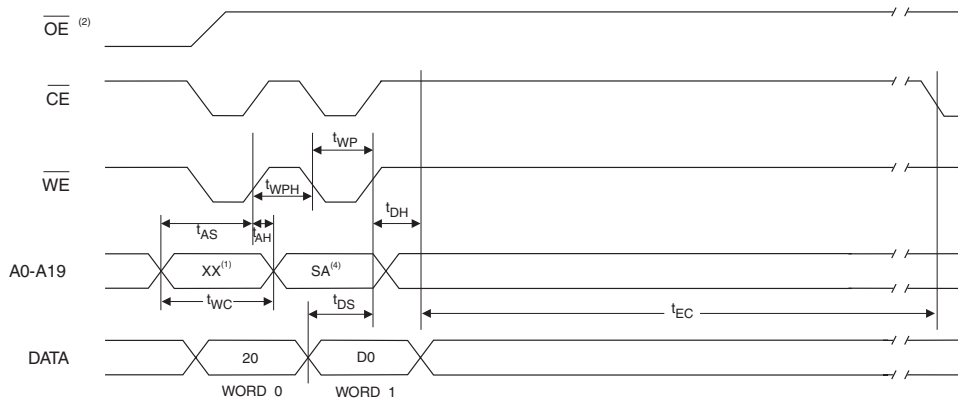 OE (2)
CE
tWP
WE
tWPH
tDH
tAS
tAH
A0-A19
XX(1)
SA(4)
tWC
tDS
tEC
DATA
20
D0
WORD 0
WORD 1